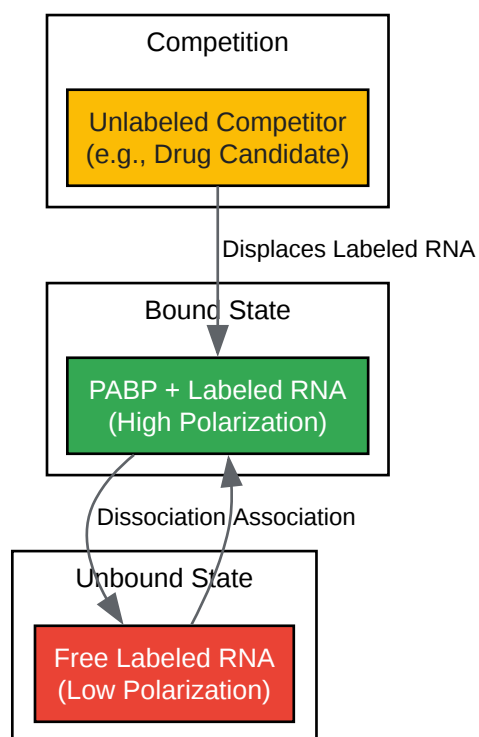 Competition
Unlabeled Competitor
(e.g., Drug Candidate)
Displaces Labeled RNA
Bound State
PABP + Labeled RNA
(High Polarization)
Dissociation
Association
Unbound State
Free Labeled RNA
(Low Polarization)